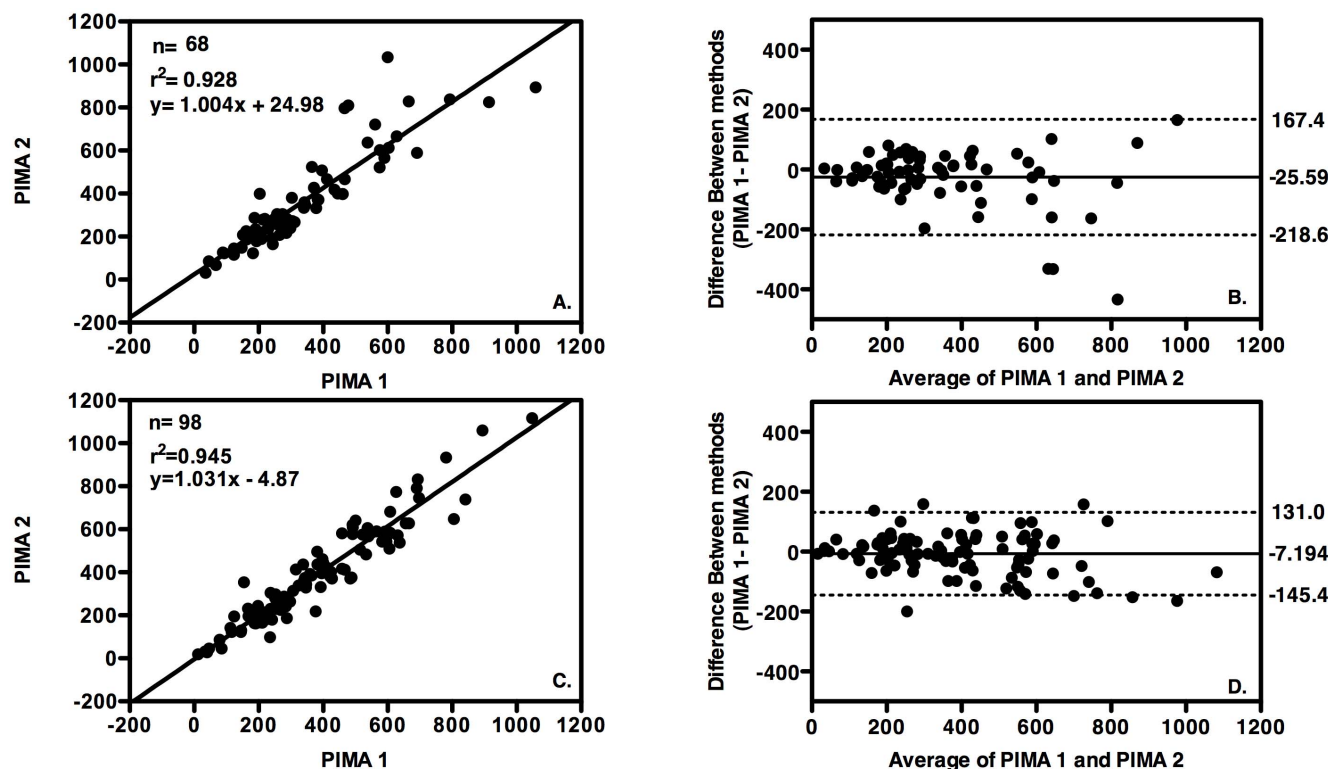 1200
1000
800
600
400
200
0
-200
PIMA 2
n= 68
r²= 0.928
y= 1.004x + 24.98
A.
-200 0 200 400 600 800 1000 1200
PIMA 1
400
200
0
-200
-400
Difference Between methods
(PIMA 1- PIMA 2)
167.4
-25.59
-218.6
B.
0 200 400 600 800 1000 1200
Average of PIMA 1 and PIMA 2
1200
1000
800
600
400
200
0
-200
PIMA 2
n= 98
r²=0.945
y=1.031x - 4.87
C.
-200 0 200 400 600 800 1000 1200
PIMA 1
400
200
0
-200
-400
Difference Between methods
(PIMA 1- PIMA 2)
131.0
-7.194
-145.4
D.
0 200 400 600 800 1000 1200
Average of PIMA 1 and PIMA 2